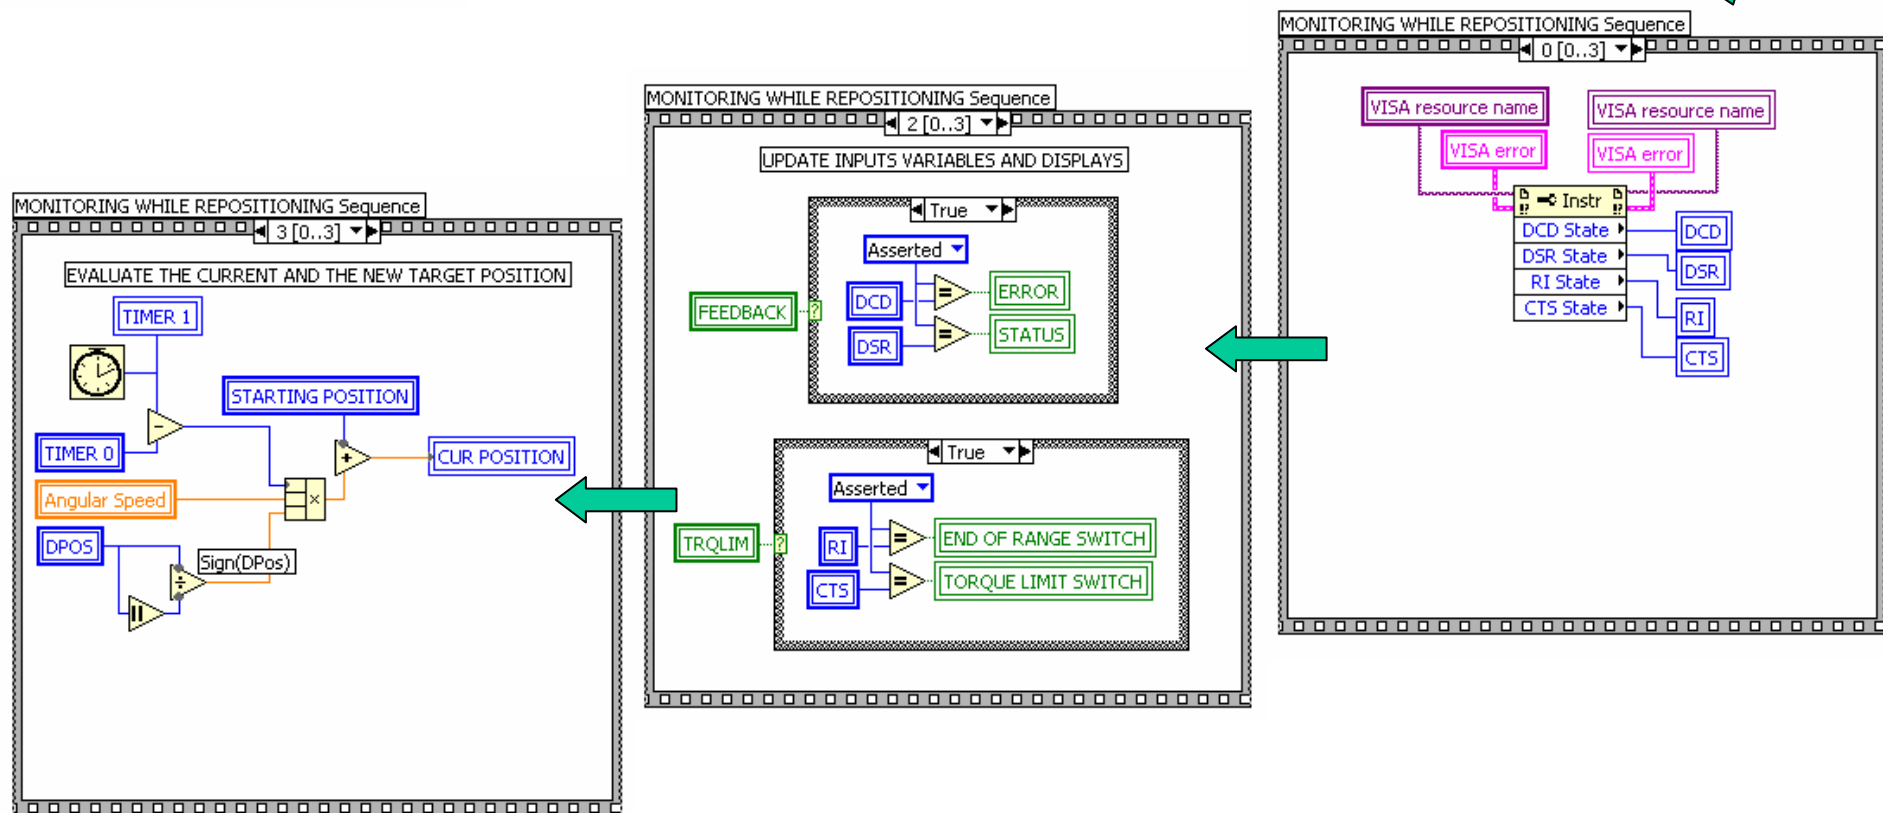 MONITORING WHILE REPOSITIONING Sequence
0 [0..3]
VISA resource name
VISA resource name
VISA error
VISA error
Instr
DCD State
DCD
DSR State
DSR
RI State
RI
CTS State
CTS
MONITORING WHILE REPOSITIONING Sequence
2 [0..3]
UPDATE INPUTS VARIABLES AND DISPLAYS
True
Asserted
FEEDBACK
?
DCD
=
ERROR
DSR
=
STATUS
True
Asserted
TRQLIM
?
RI
=
END OF RANGE SWITCH
CTS
=
TORQUE LIMIT SWITCH
MONITORING WHILE REPOSITIONING Sequence
3 [0..3]
EVALUATE THE CURRENT AND THE NEW TARGET POSITION
TIMER 1
STARTING POSITION
-
TIMER 0
+
CUR POSITION
Angular Speed
x
DPOS
Sign(DPos)
÷
||